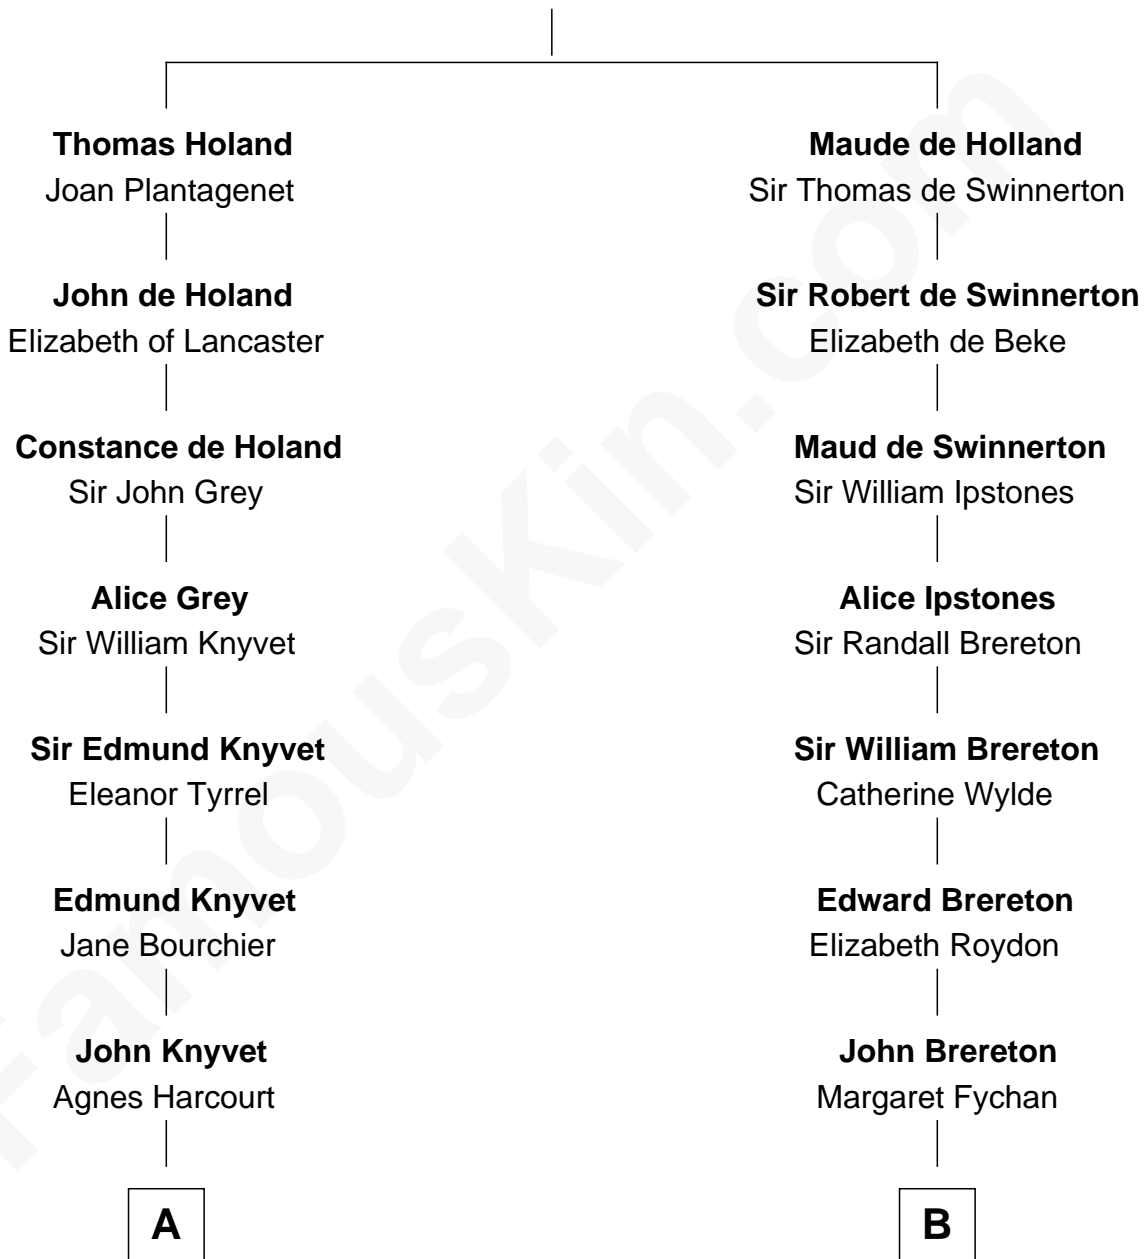 Thomas Holand
Joan Plantagenet
John de Holand
Elizabeth of Lancaster
Constance de Holand
Sir John Grey
Alice Grey
Sir William Knyvet
Sir Edmund Knyvet
Eleanor Tyrrel
Edmund Knyvet
Jane Bourchier
John Knyvet
Agnes Harcourt
A
Maude de Holland
Sir Thomas de Swinnerton
Sir Robert de Swinnerton
Elizabeth de Beke
Maud de Swinnerton
Sir William Ipstones
Alice Ipstones
Sir Randall Brereton
Sir William Brereton
Catherine Wylde
Edward Brereton
Elizabeth Roydon
John Brereton
Margaret Fychan
B
FamousKin.com